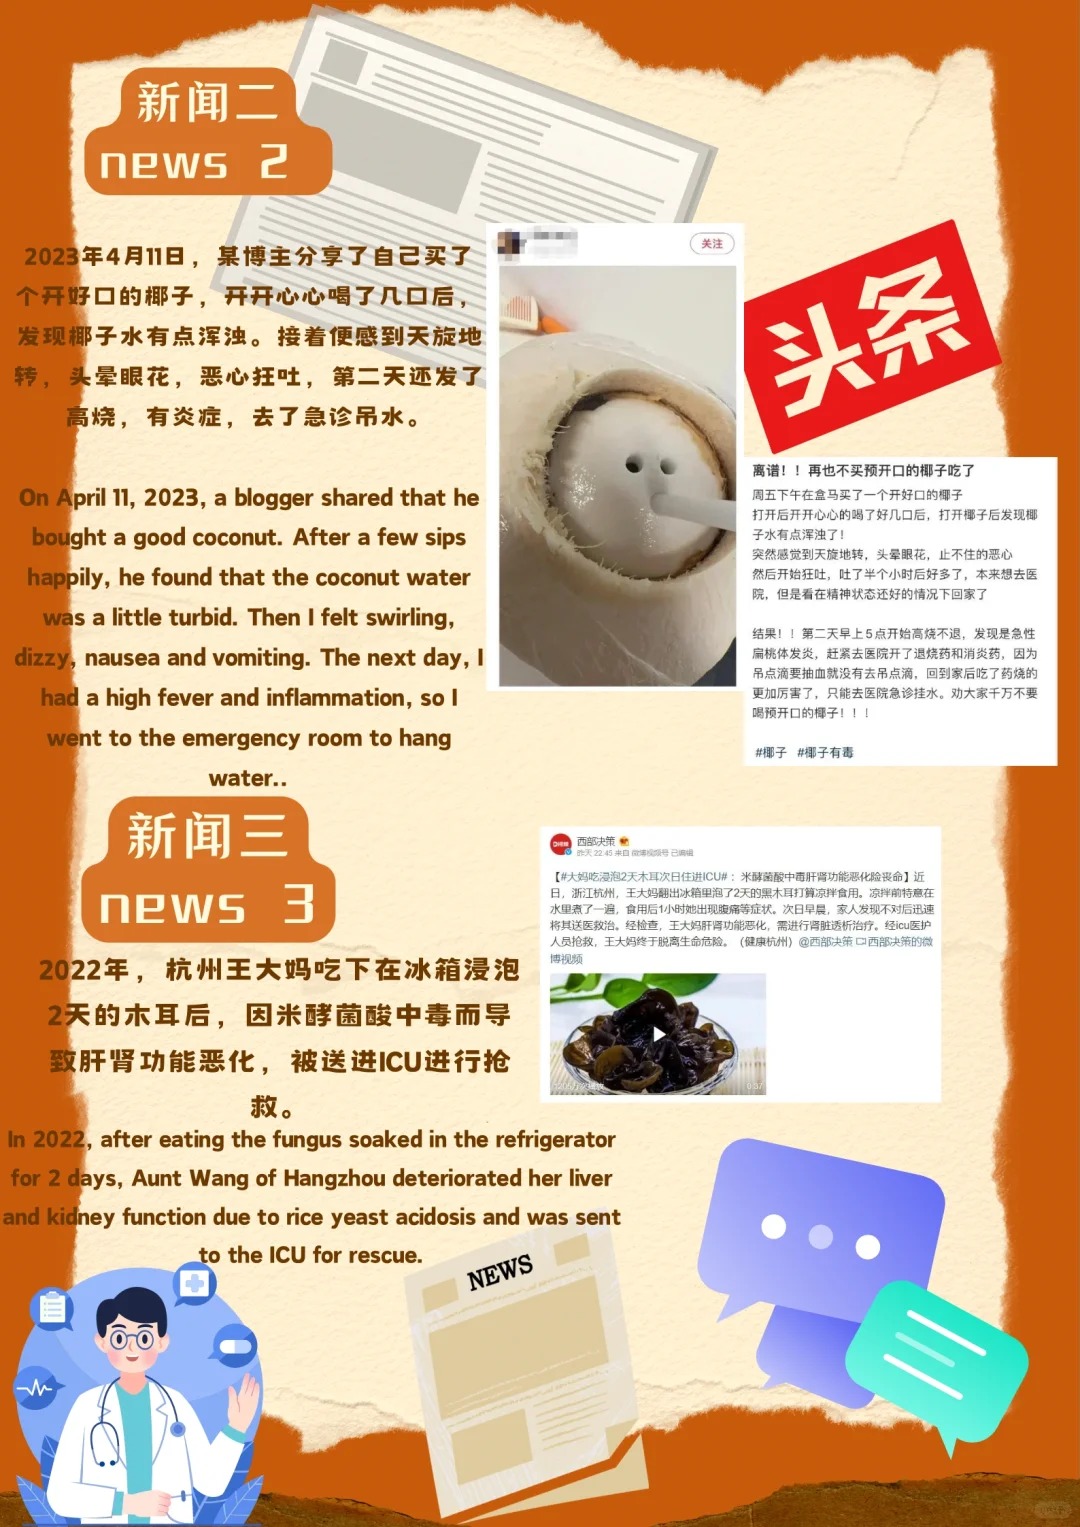 新闻二
news 2
2023年4月11日，某博主分享了自己买了
个开好口的椰子，开开心心喝了几口后，
发现椰子水有点浑浊。接着便感到天旋地
转，头晕眼花，恶心狂吐，第二天还发了
高烧，有炎症，去了急诊吊水。
On April 11, 2023, a blogger shared that he
bought a good coconut. After a few sips
happily, he found that the coconut water
was a little turbid. Then I felt swirling,
dizzy, nausea and vomiting. The next day, I
had a high fever and inflammation, so I
went to the emergency room to hang
water..
关注
头条
离谱！！再也不买预开口的椰子吃了
周五下午在盒马买了一个开好口的椰子
打开后开开心心的喝了好几口后，打开椰子后发现椰
子水有点浑浊了！
突然感觉到天旋地转，头晕眼花，止不住的恶心
然后开始狂吐，吐了半个小时后好多了，本来想去医
院，但是看在精神状态还好的情况下回家了
结果！！第二天早上5点开始高烧不退，发现是急性
扁桃体发炎，赶紧去医院开了退烧药和消炎药，因为
吊点滴要抽血就没有去吊点滴，回到家后吃了药烧的
更加厉害了，只能去医院急诊挂水。劝大家千万不要
喝预开口的椰子！！！
#椰子 #椰子有毒
新闻三
news 3
2022年，杭州王大妈吃下在冰箱浸泡
2天的木耳后，因米酵菌酸中毒而导
致肝肾功能恶化，被送进ICU进行抢
救。
In 2022, after eating the fungus soaked in the refrigerator
for 2 days, Aunt Wang of Hangzhou deteriorated her liver
and kidney function due to rice yeast acidosis and was sent
to the ICU for rescue.
西部决策
昨天 22:45 来自 微博视频号 已编辑
【#大妈吃浸泡2天木耳次日住进ICU#：米酵菌酸中毒肝肾功能恶化险丧命】近
日，浙江杭州，王大妈翻出冰箱里泡了2天的黑木耳打算凉拌食用。凉拌前特意在
水里煮了一遍，食用后1小时她出现腹痛等症状。次日早晨，家人发现不对后迅速
将其送医救治。经检查，王大妈肝肾功能恶化，需进行肾脏透析治疗。经icu医护
人员抢救，王大妈终于脱离生命危险。（健康杭州）@西部决策 西部决策的微
博视频
0:37
NEWS